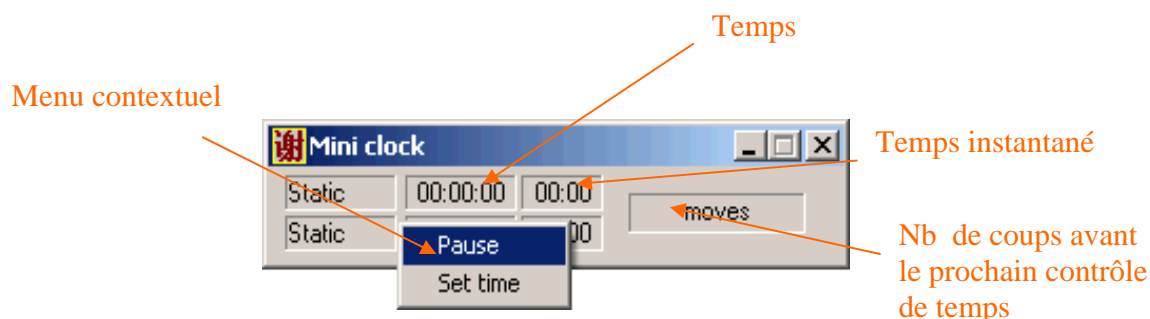 Temps
Menu contextuel
谢 Mini clock
Temps instantané
Static 00:00:00 00:00 moves
Static 00
Pause
Set time
Nb de coups avant
le prochain contrôle
de temps